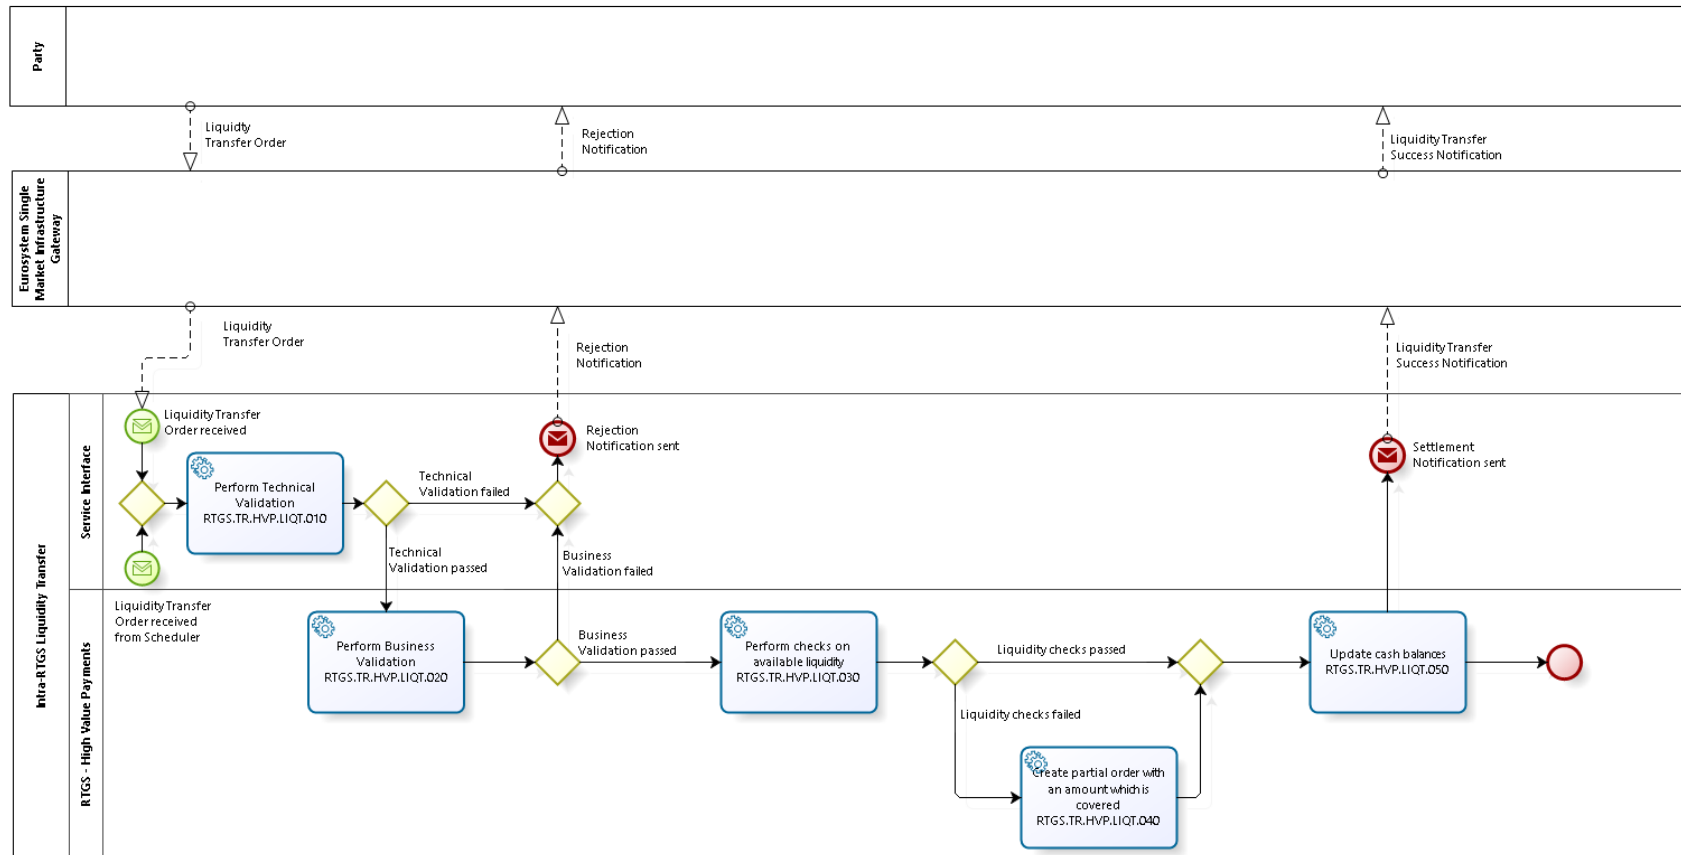 Party
Liquidty
Transfer Order
Rejection
Notification
Liquidity Transfer
Success Notification
Eurosystem Single
Market Infrastructure
Gateway
Liquidity
Transfer Order
Rejection
Notification
Liquidity Transfer
Success Notification
Intra-RTGS Liquidity Transfer
Service Interface
Liquidity Transfer
Order received
Rejection
Notification sent
Settlement
Notification sent
Perform Technical
Validation
RTGS.TR.HVP.LIQT.010
Technical
Validation failed
Technical
Validation passed
Business
Validation failed
Liquidity Transfer
Order received
from Scheduler
RTGS - High Value Payments
Perform Business
Validation
RTGS.TR.HVP.LIQT.020
Business
Validation passed
Perform checks on
available liquidity
RTGS.TR.HVP.LIQT.030
Liquidity checks passed
Liquidity checks failed
Create partial order with
an amount which is
covered
RTGS.TR.HVP.LIQT.040
Update cash balances
RTGS.TR.HVP.LIQT.050